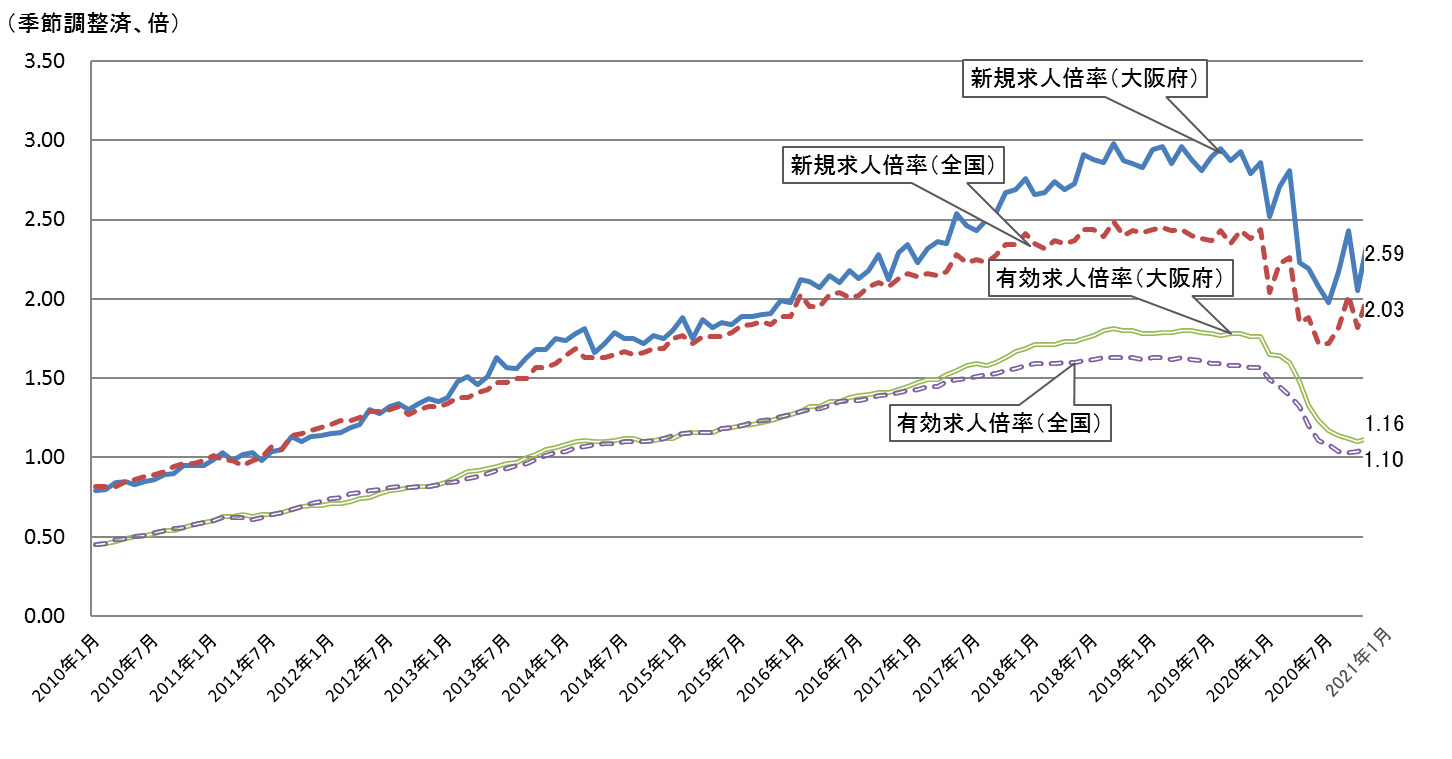 （季節調整済、倍）
3.50
新規求人倍率（大阪府）
3.00
新規求人倍率（全国）
2.50
2.59
有効求人倍率（大阪府）
2.00
2.03
1.50
有効求人倍率（全国）
1.16
1.00
1.10
0.50
0.00
2010年1月
2010年7月
2011年1月
2011年7月
2012年1月
2012年7月
2013年1月
2013年7月
2014年1月
2014年7月
2015年1月
2015年7月
2016年1月
2016年7月
2017年1月
2017年7月
2018年1月
2018年7月
2019年1月
2019年7月
2020年1月
2020年7月
2021年1月